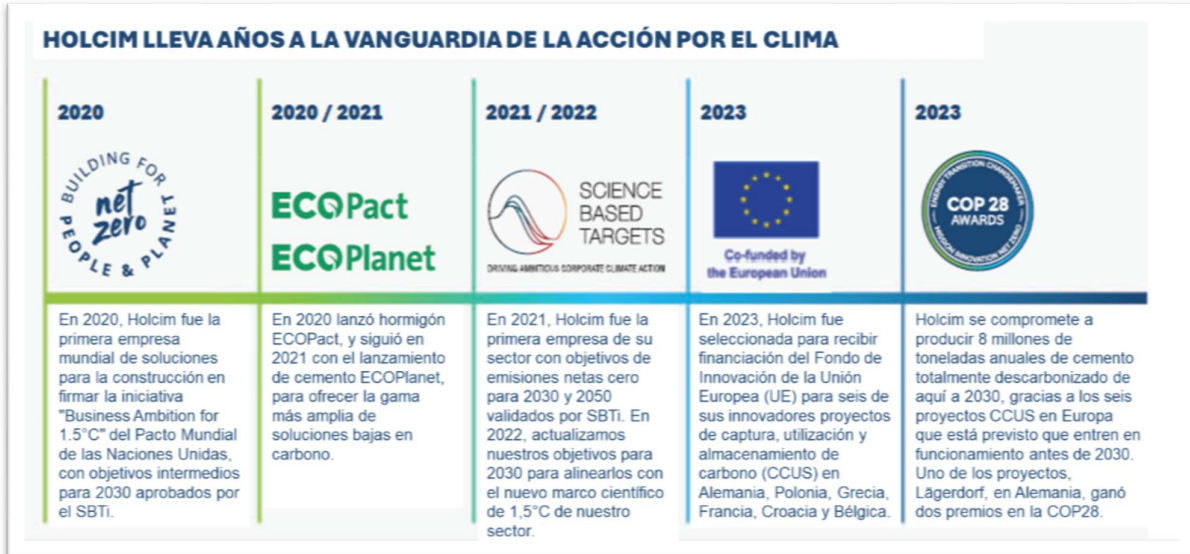 HOLCIM LLEVA AÑOS A LA VANGUARDIA DE LA ACCIÓN POR EL CLIMA
2020
BUILDING FOR
net
zero
PEOPLE & PLANET
En 2020, Holcim fue la
primera empresa
mundial de soluciones
para la construcción en
firmar la iniciativa
"Business Ambition for
1.5°C" del Pacto Mundial
de las Naciones Unidas,
con objetivos intermedios
para 2030 aprobados por
el SBTi.
2020 / 2021
ECOPact
ECOPlanet
En 2020 lanzó hormigón
ECOPact, y siguió en
2021 con el lanzamiento
de cemento ECOPlanet,
para ofrecer la gama
más amplia de
soluciones bajas en
carbono.
2021 / 2022
SCIENCE
BASED
TARGETS
DRIVING AMBITIOUS CORPORATE CLIMATE ACTION
En 2021, Holcim fue la
primera empresa de su
sector con objetivos de
emisiones netas cero
para 2030 y 2050
validados por SBTi. En
2022, actualizamos
nuestros objetivos para
2030 para alinearlos con
el nuevo marco científico
de 1,5°C de nuestro
sector.
2023
Co-funded by
the European Union
En 2023, Holcim fue
seleccionada para recibir
financiación del Fondo de
Innovación de la Unión
Europea (UE) para seis de
sus innovadores proyectos
de captura, utilización y
almacenamiento de
carbono (CCUS) en
Alemania, Polonia, Grecia,
Francia, Croacia y Bélgica.
2023
ENERGY TRANSITION CHANGEMAKER
COP 28
AWARDS
MISSION INNOVATION NET ZERO
Holcim se compromete a
producir 8 millones de
toneladas anuales de cemento
totalmente descarbonizado de
aquí a 2030, gracias a los seis
proyectos CCUS en Europa
que está previsto que entren en
funcionamiento antes de 2030.
Uno de los proyectos,
Lägerdorf, en Alemania, ganó
dos premios en la COP28.